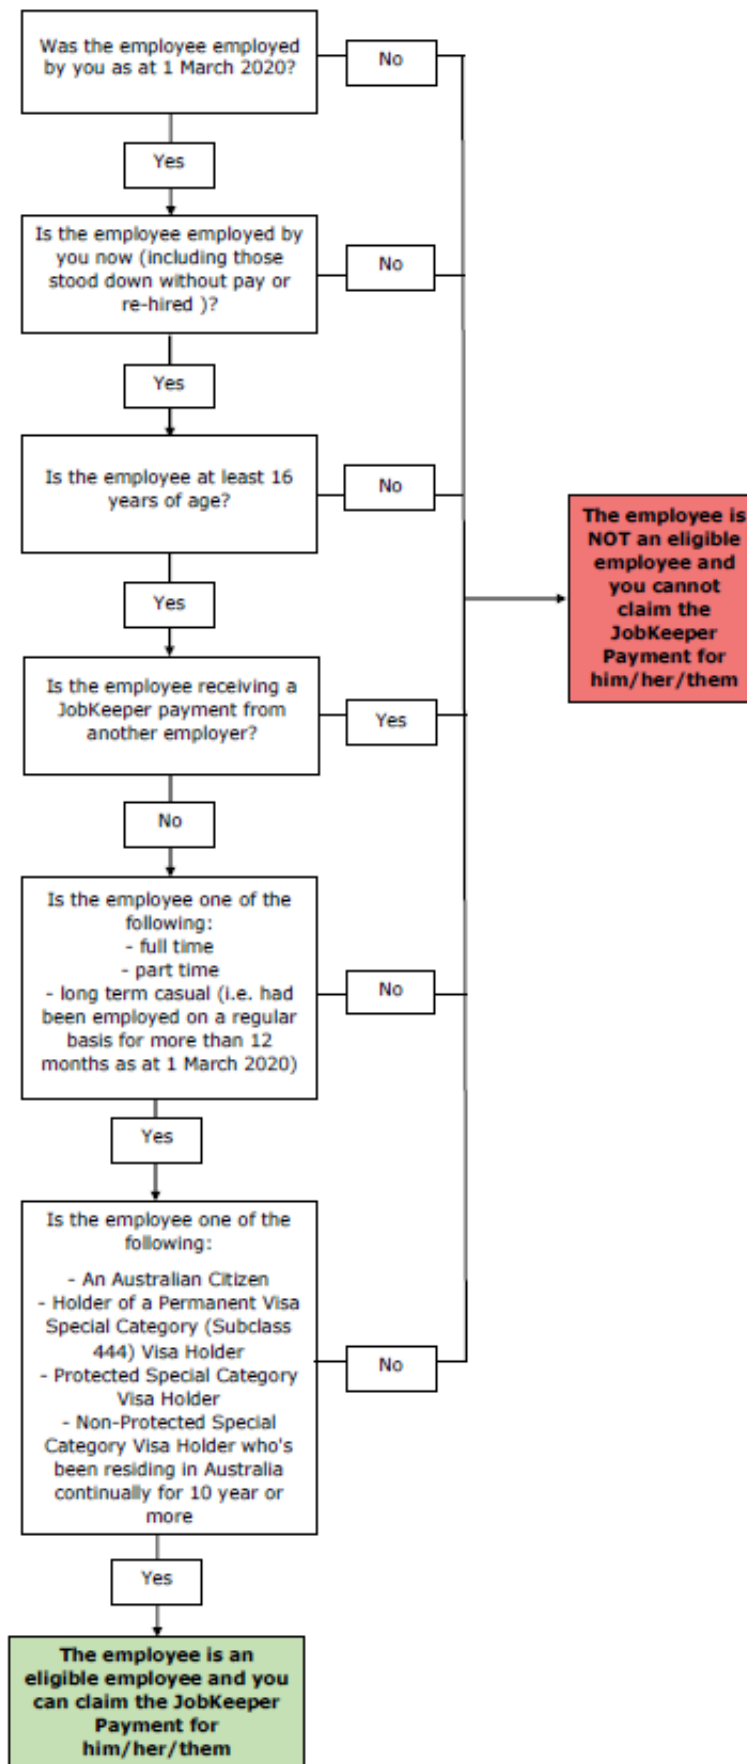 Was the employee employed
by you as at 1 March 2020?
No
Yes
Is the employee employed by
you now (including those
stood down without pay or
re-hired )?
No
Yes
Is the employee at least 16
years of age?
No
Yes
The employee is
NOT an eligible
employee and
you cannot
claim the
JobKeeper
Payment for
him/her/them
Is the employee receiving a
JobKeeper payment from
another employer?
Yes
No
Is the employee one of the
following:
- full time
- part time
- long term casual (i.e. had
been employed on a regular
basis for more than 12
months as at 1 March 2020)
No
Yes
Is the employee one of the
following:
- An Australian Citizen
- Holder of a Permanent Visa
Special Category (Subclass
444) Visa Holder
- Protected Special Category
Visa Holder
- Non-Protected Special
Category Visa Holder who's
been residing in Australia
continually for 10 year or
more
No
Yes
The employee is an
eligible employee and you
can claim the JobKeeper
Payment for
him/her/them